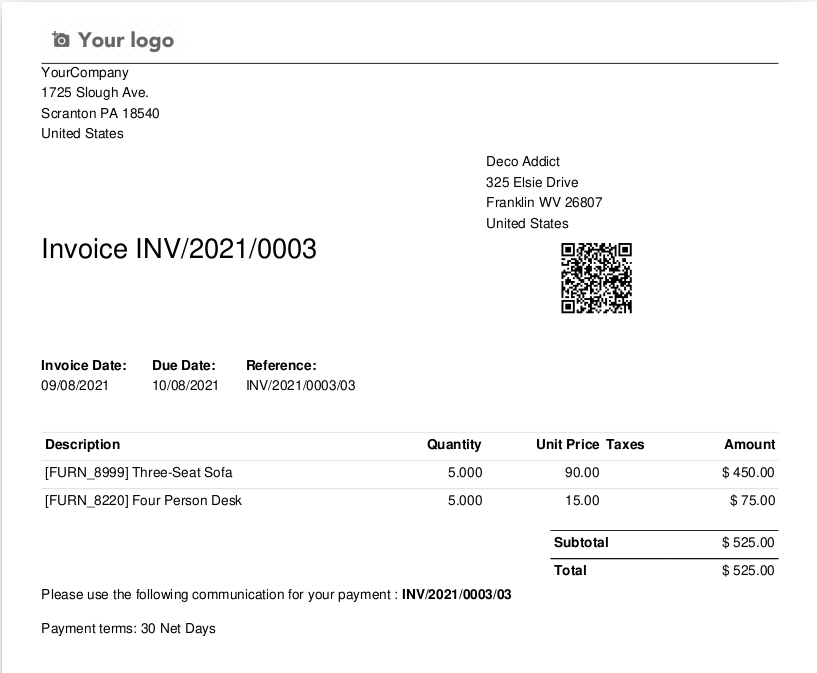 Your logo
YourCompany
1725 Slough Ave.
Scranton PA 18540
United States
Deco Addict
325 Elsie Drive
Franklin WV 26807
United States
Invoice INV/2021/0003
Invoice Date: Due Date: Reference:
09/08/2021 10/08/2021 INV/2021/0003/03
Description Quantity Unit Price Taxes Amount
[FURN_8999] Three-Seat Sofa 5.000 90.00 $ 450.00
[FURN_8220] Four Person Desk 5.000 15.00 $ 75.00
Subtotal $ 525.00
Total $ 525.00
Please use the following communication for your payment : INV/2021/0003/03
Payment terms: 30 Net Days